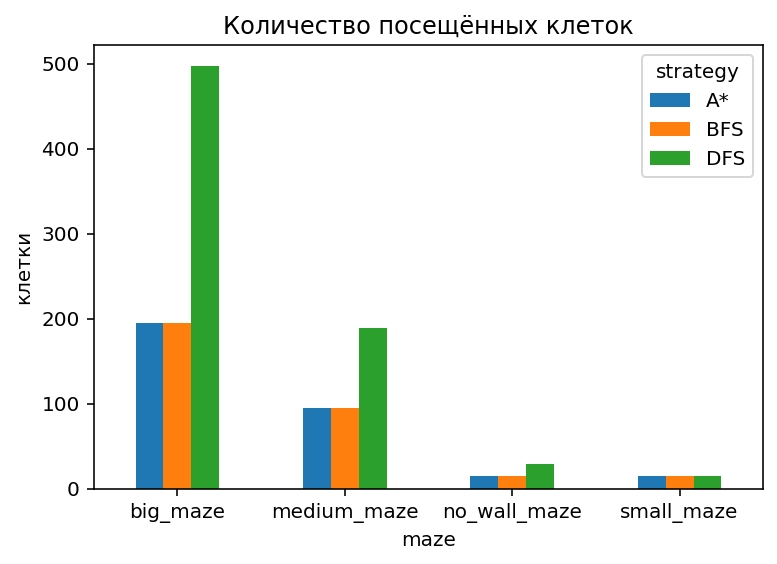 Количество посещённых клеток
strategy
A*
BFS
DFS
клетки
500
400
300
200
100
0
big_maze
medium_maze
no_wall_maze
small_maze
maze